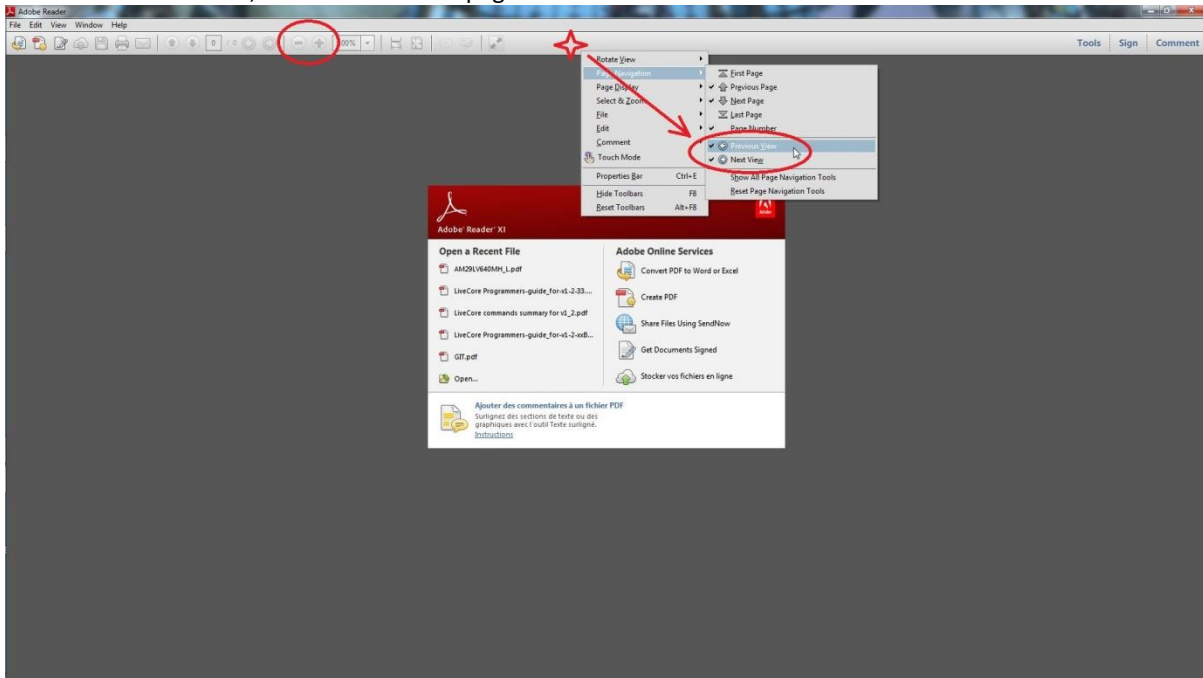 Adobe Reader
File Edit View Window Help
0 / 0 100% Tools Sign Comment
Rotate View
Page Navigation
Page Display
Select & Zoom
File
Edit
Comment
Touch Mode
Properties Bar Ctrl+E
Hide Toolbars F8
Reset Toolbars Alt+F8
First Page
Previous Page
Next Page
Last Page
Page Number
Previous View
Next View
Show All Page Navigation Tools
Reset Page Navigation Tools
Adobe Reader XI
Adobe
Open a Recent File
AM29LV640MH_L.pdf
LiveCore Programmers-guide_for-v1-2-33....
LiveCore commands summary for v1_2.pdf
LiveCore Programmers-guide_for-v1-2-xxB...
GIT.pdf
Open...
Adobe Online Services
Convert PDF to Word or Excel
Create PDF
Share Files Using SendNow
Get Documents Signed
Stocker vos fichiers en ligne
Ajouter des commentaires à un fichier PDF
Surlignez des sections de texte ou des
graphiques avec l'outil Texte surligné.
Instructions